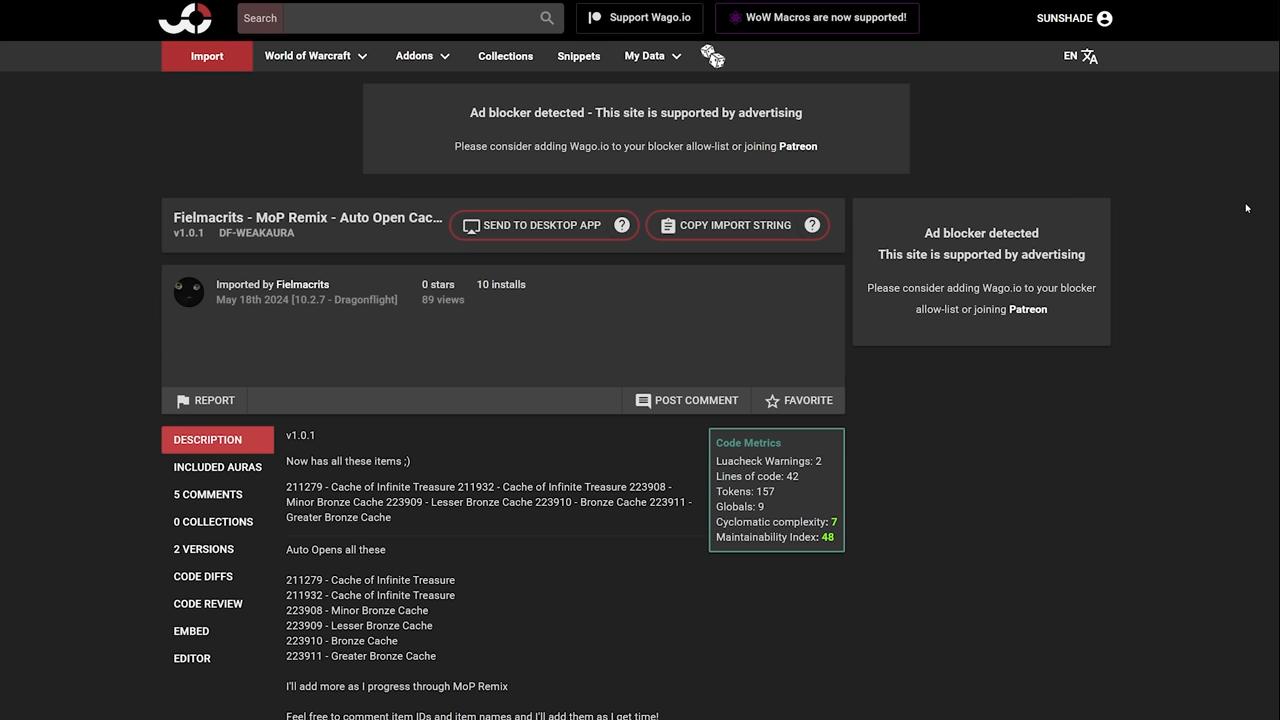 Search
Support Wago.io
WoW Macros are now supported!
SUNSHADE
Import
World of Warcraft
Addons
Collections
Snippets
My Data
EN
Ad blocker detected - This site is supported by advertising
Please consider adding Wago.io to your blocker allow-list or joining Patreon
Fielmacrits - MoP Remix - Auto Open Cac...
v1.0.1 DF-WEAKAURA
SEND TO DESKTOP APP ?
COPY IMPORT STRING ?
Ad blocker detected
This site is supported by advertising
Please consider adding Wago.io to your blocker
allow-list or joining Patreon
Imported by Fielmacrits
May 18th 2024 [10.2.7 - Dragonflight]
0 stars
89 views
10 installs
REPORT
POST COMMENT
FAVORITE
DESCRIPTION
INCLUDED AURAS
5 COMMENTS
0 COLLECTIONS
2 VERSIONS
CODE DIFFS
CODE REVIEW
EMBED
EDITOR
v1.0.1
Now has all these items ;)
211279 - Cache of Infinite Treasure 211932 - Cache of Infinite Treasure 223908 -
Minor Bronze Cache 223909 - Lesser Bronze Cache 223910 - Bronze Cache 223911 -
Greater Bronze Cache
Auto Opens all these
211279 - Cache of Infinite Treasure
211932 - Cache of Infinite Treasure
223908 - Minor Bronze Cache
223909 - Lesser Bronze Cache
223910 - Bronze Cache
223911 - Greater Bronze Cache
I'll add more as I progress through MoP Remix
Feel free to comment item IDs and item names and I'll add them as I get time!
Code Metrics
Luacheck Warnings: 2
Lines of code: 42
Tokens: 157
Globals: 9
Cyclomatic complexity: 7
Maintainability Index: 48